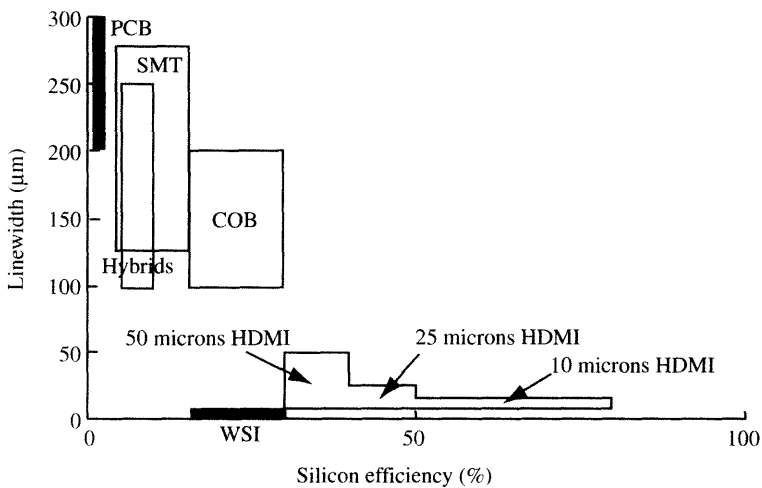 300
PCB
SMT
250
200
Linewidth (μm)
150
COB
Hybrids
100
50 microns HDMI
25 microns HDMI
50
10 microns HDMI
0
0
WSI
50
100
Silicon efficiency (%)